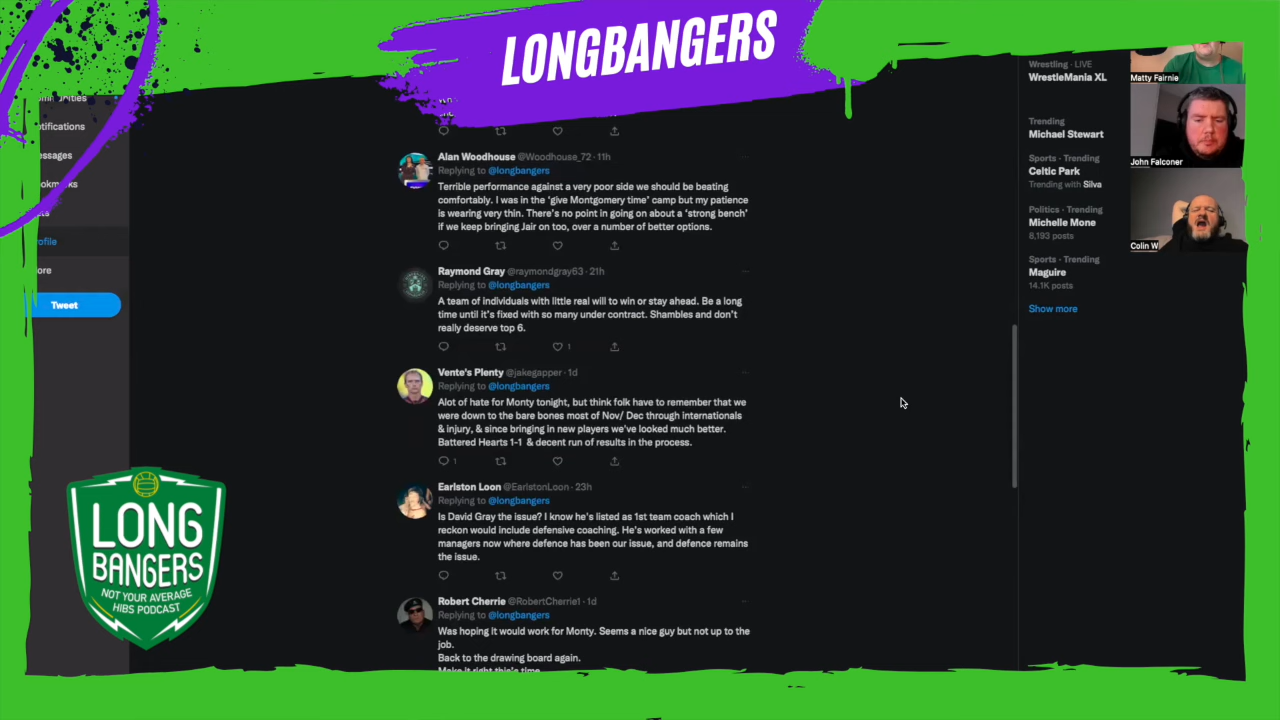 LONGBANGERS
otifications
essages
okmarks
ofile
ore
Tweet
Alan Woodhouse @Woodhouse_72 · 11h
Replying to @longbangers
Terrible performance against a very poor side we should be beating
comfortably. I was in the ‘give Montgomery time’ camp but my patience
is wearing very thin. There’s no point in going on about a ‘strong bench’
if we keep bringing Jair on too, over a number of better options.
Raymond Gray @raymondgray63 · 21h
Replying to @longbangers
A team of individuals with little real will to win or stay ahead. Be a long
time until it’s fixed with so many under contract. Shambles and don’t
really deserve top 6.
1
Vente's Plenty @jakegapper · 1d
Replying to @longbangers
Alot of hate for Monty tonight, but think folk have to remember that we
were down to the bare bones most of Nov/ Dec through internationals
& injury, & since bringing in new players we’ve looked much better.
Battered Hearts 1-1 & decent run of results in the process.
1
Earlston Loon @EarlstonLoon · 23h
Replying to @longbangers
Is David Gray the issue? I know he's listed as 1st team coach which I
reckon would include defensive coaching. He's worked with a few
managers now where defence has been our issue, and defence remains
the issue.
Robert Cherrie @RobertCherrie1 · 1d
Replying to @longbangers
Was hoping it would work for Monty. Seems a nice guy but not up to the
job.
Back to the drawing board again.
Make it right this time
Wrestling · LIVE
WrestleMania XL
Trending
Michael Stewart
Sports · Trending
Celtic Park
Trending with Silva
Politics · Trending
Michelle Mone
8,193 posts
Sports · Trending
Maguire
14.1K posts
Show more
Matty Fairnie
John Falconer
Colin W
LONG
BANGERS
NOT YOUR AVERAGE
HIBS PODCAST